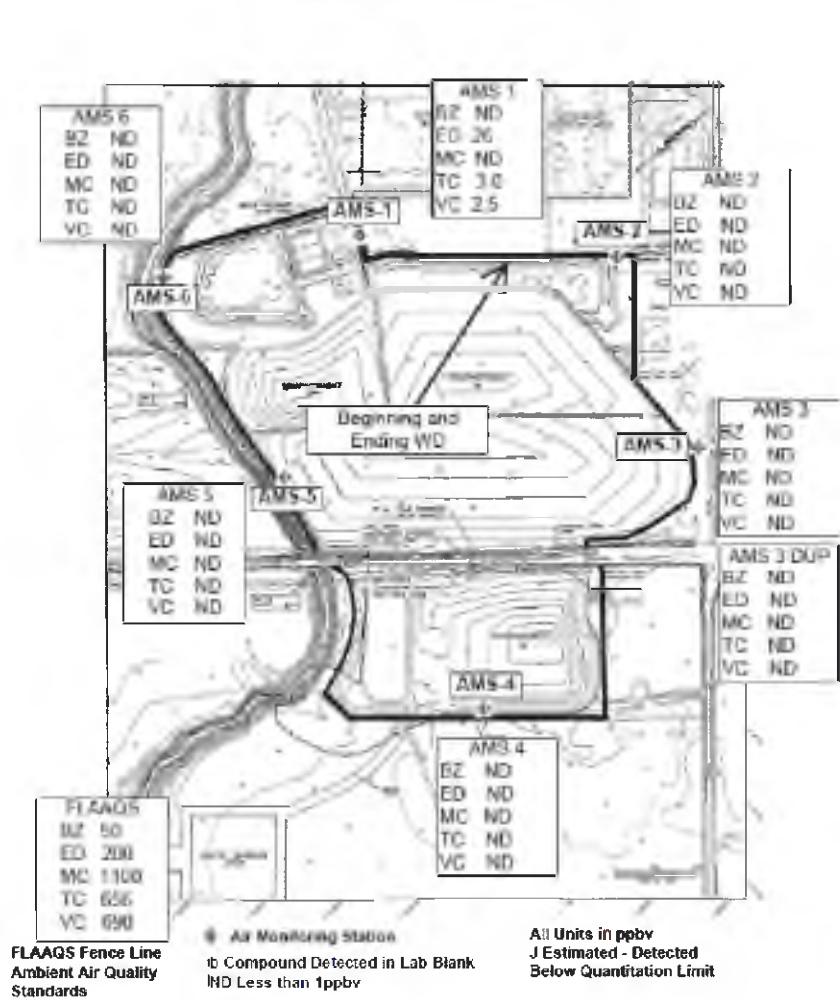 AMS 1
BZ ND
ED 26
MC ND
TC 3.0
VC 2.5
AMS 6
BZ ND
ED ND
MC ND
TC ND
VC ND
AMS 2
BZ ND
ED ND
MC ND
TC ND
VC ND
AMS-1
AMS-2
AMS-6
Beginning and
Ending WD
AMS-3
AMS 3
BZ ND
ED ND
MC ND
TC ND
VC ND
AMS-5
AMS 5
BZ ND
ED ND
MC ND
TC ND
VC ND
AMS 3 DUP
BZ ND
ED ND
MC ND
TC ND
VC ND
AMS-4
AMS 4
BZ ND
ED ND
MC ND
TC ND
VC ND
FLAAQS
BZ 50
ED 200
MC 1100
TC 656
VC 690
FLAAQS Fence Line
Ambient Air Quality
Standards
Air Monitoring Station
b Compound Detected in Lab Blank
ND Less than 1ppbv
All Units in ppbv
J Estimated - Detected
Below Quantitation Limit